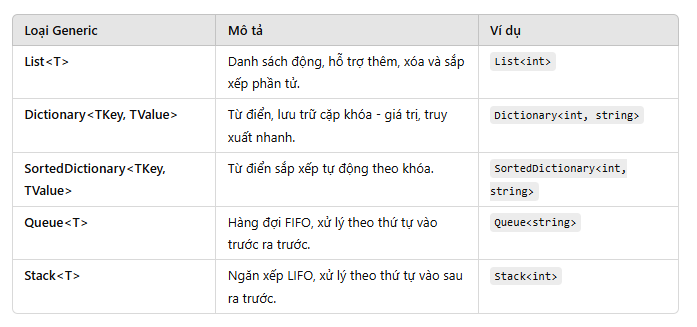 Loại Generic Mô tả Ví dụ
List<T> Danh sách động, hỗ trợ thêm, xóa và sắp List<int>
xếp phần tử.
Dictionary<TKey, TValue> Từ điển, lưu trữ cặp khóa - giá trị, truy Dictionary<int, string>
xuất nhanh.
SortedDictionary<TKey, Từ điển sắp xếp tự động theo khóa. SortedDictionary<int,
TValue> string>
Queue<T> Hàng đợi FIFO, xử lý theo thứ tự vào Queue<string>
trước ra trước.
Stack<T> Ngăn xếp LIFO, xử lý theo thứ tự vào sau Stack<int>
ra trước.